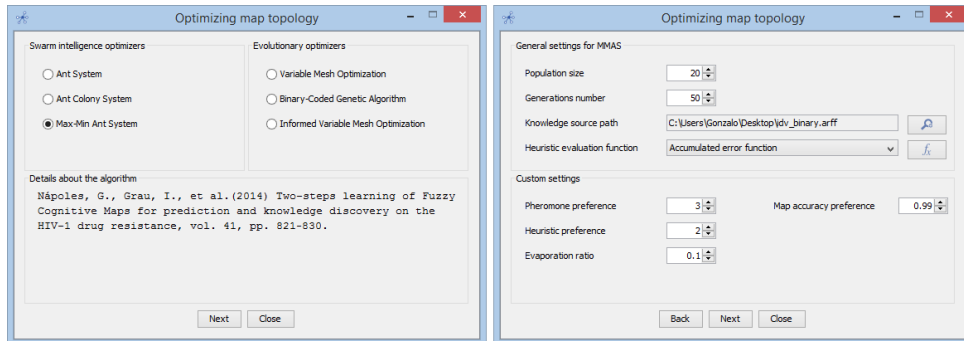 Optimizing map topology
Swarm intelligence optimizers
Ant System
Ant Colony System
Max-Min Ant System
Evolutionary optimizers
Variable Mesh Optimization
Binary-Coded Genetic Algorithm
Informed Variable Mesh Optimization
Details about the algorithm
Nápoles, G., Grau, I., et al.(2014) Two-steps learning of Fuzzy
Cognitive Maps for prediction and knowledge discovery on the
HIV-1 drug resistance, vol. 41, pp. 821-830.
Next Close
Optimizing map topology
General settings for MMAS
Population size 20
Generations number 50
Knowledge source path C:\Users\Gonzalo\Desktop\idv_binary.arff
Heuristic evaluation function Accumulated error function fx
Custom settings
Pheromone preference 3 Map accuracy preference 0.99
Heuristic preference 2
Evaporation ratio 0.1
Back Next Close